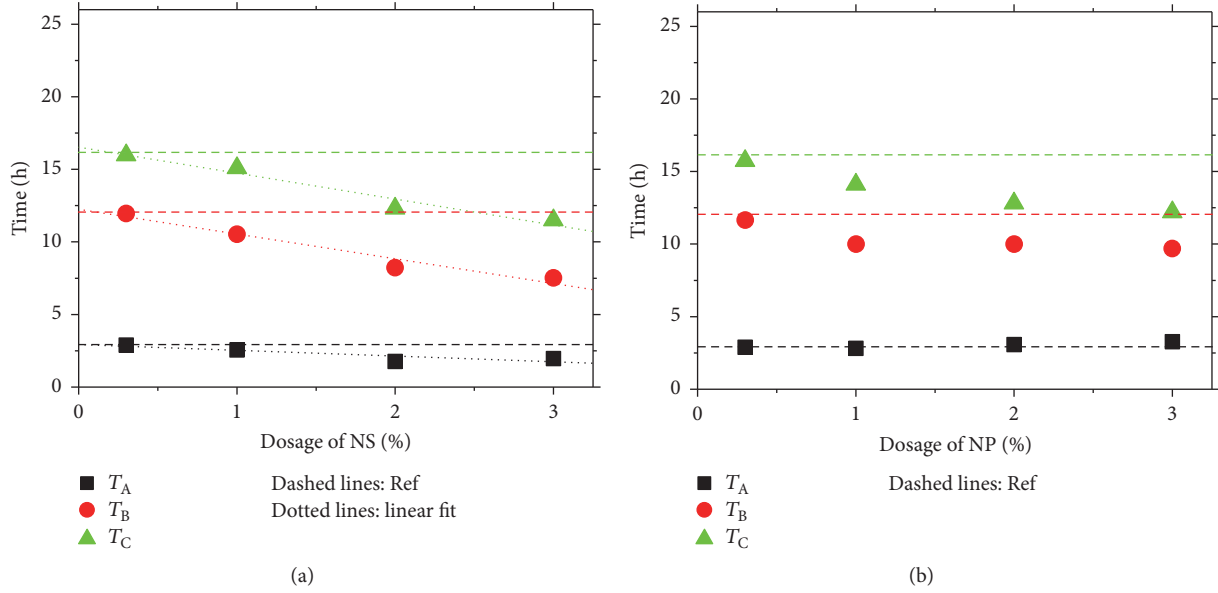 25
20
15
10
5
0
Time (h)
0 1 2 3
Dosage of NS (%)
T_A
T_B
T_C
Dashed lines: Ref
Dotted lines: linear fit
(a)
25
20
15
10
5
0
Time (h)
0 1 2 3
Dosage of NP (%)
T_A
T_B
T_C
Dashed lines: Ref
(b)